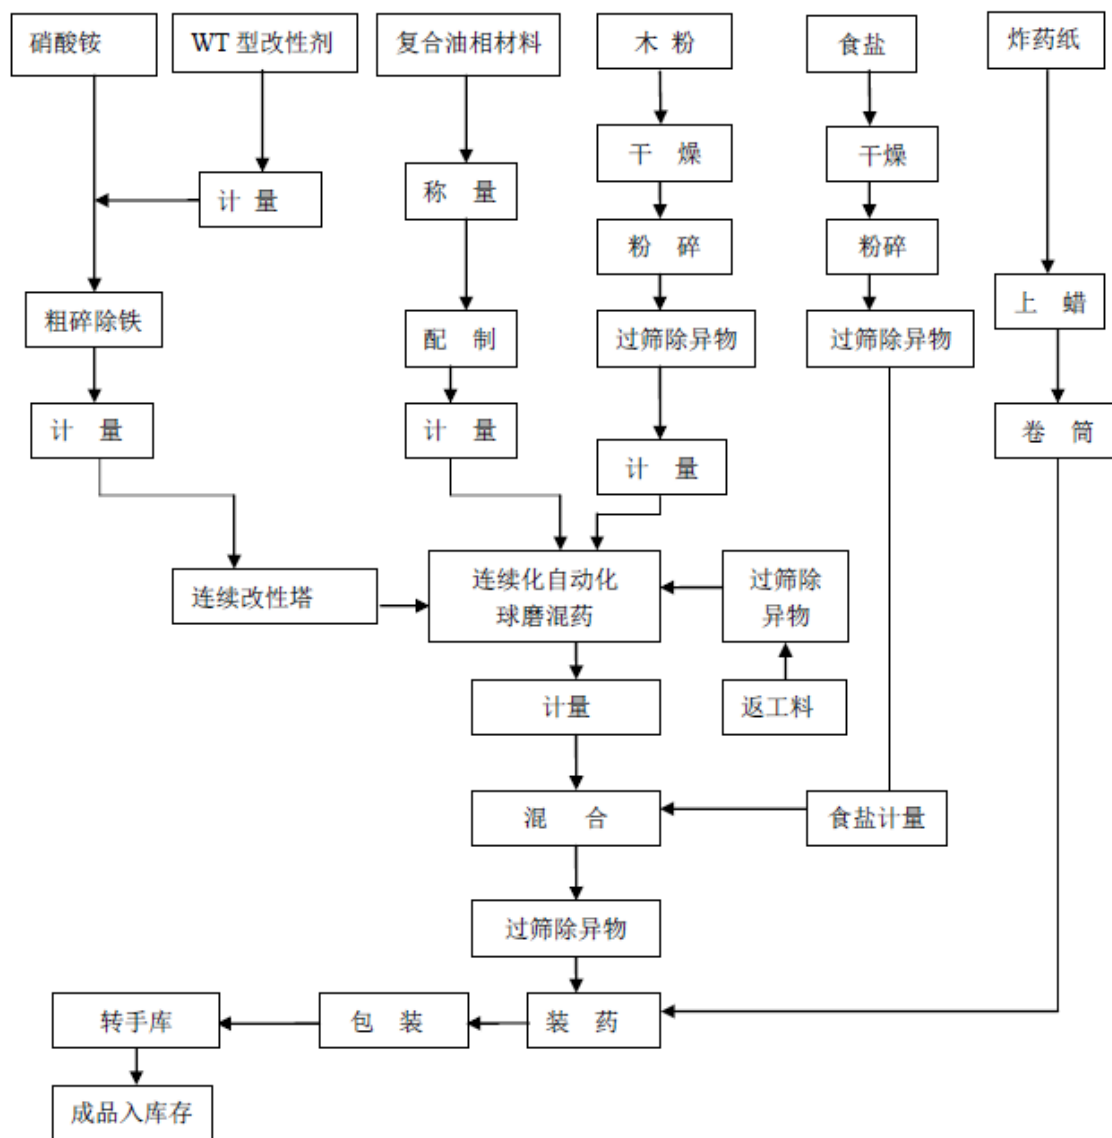 硝酸铵
WT 型改性剂
复合油相材料
木 粉
食盐
炸药纸
干 燥
干燥
计 量
称 量
粉 碎
粉碎
上 蜡
粗碎除铁
配 制
过筛除异物
过筛除异物
计 量
计 量
卷 筒
计 量
连续改性塔
连续化自动化
球磨混药
过筛除
异物
计量
返工料
混 合
食盐计量
过筛除异物
转手库
包 装
装 药
成品入库存